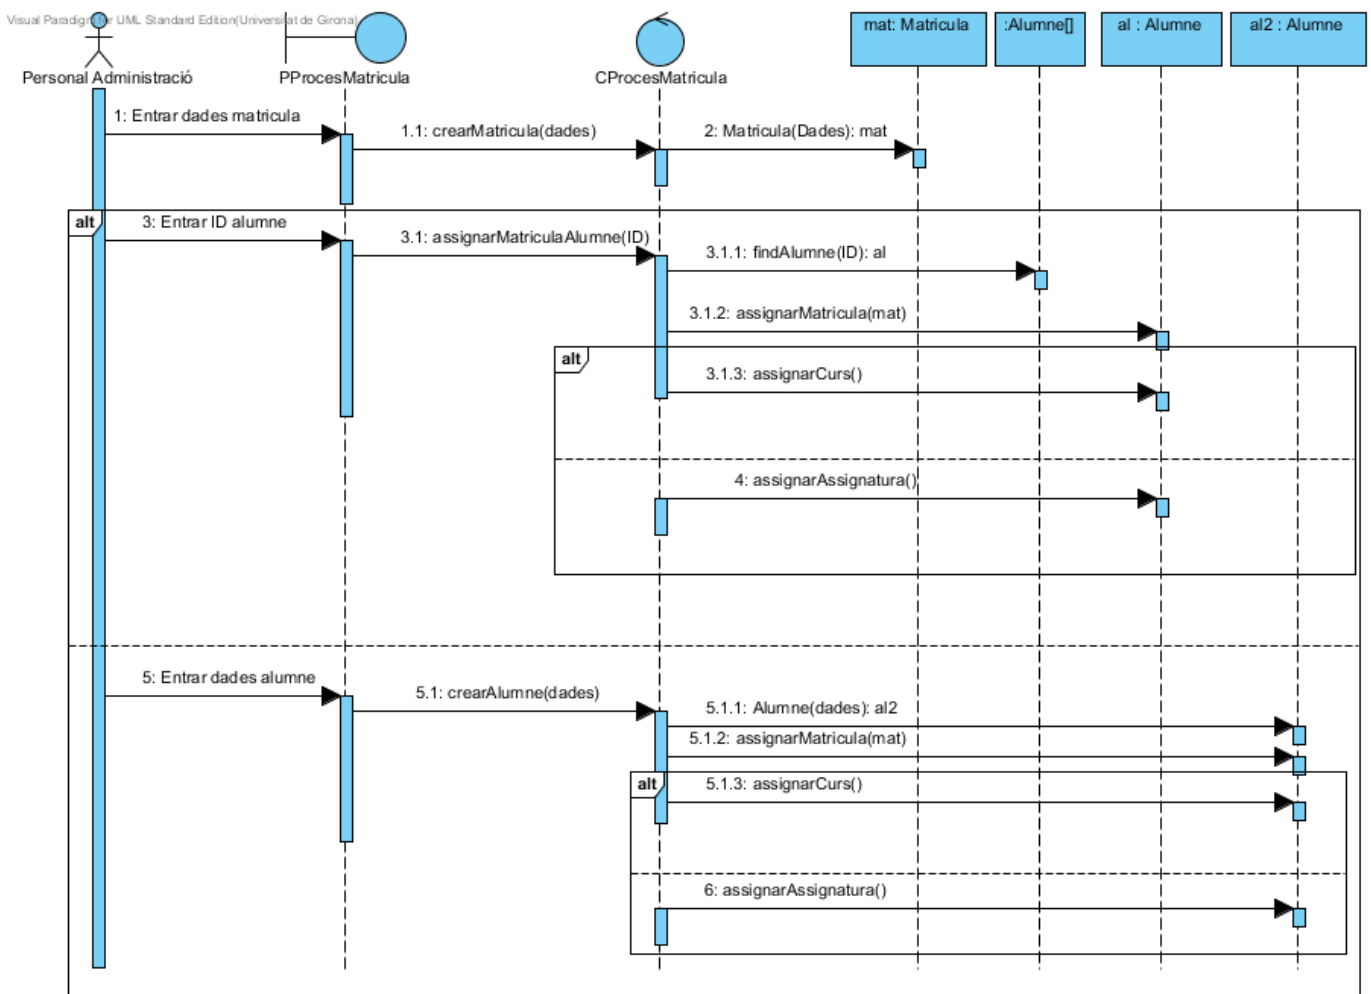 Visual Paradigm for UML Standard Edition(Universitat de Girona)
Personal Administració
PProcesMatricula
CProcesMatricula
mat: Matricula
:Alumne[]
al : Alumne
al2 : Alumne
1: Entrar dades matricula
1.1: crearMatricula(dades)
2: Matricula(Dades): mat
alt
3: Entrar ID alumne
3.1: assignarMatriculaAlumne(ID)
3.1.1: findAlumne(ID): al
3.1.2: assignarMatricula(mat)
alt
3.1.3: assignarCurs()
4: assignarAssignatura()
5: Entrar dades alumne
5.1: crearAlumne(dades)
5.1.1: Alumne(dades): al2
5.1.2: assignarMatricula(mat)
alt
5.1.3: assignarCurs()
6: assignarAssignatura()